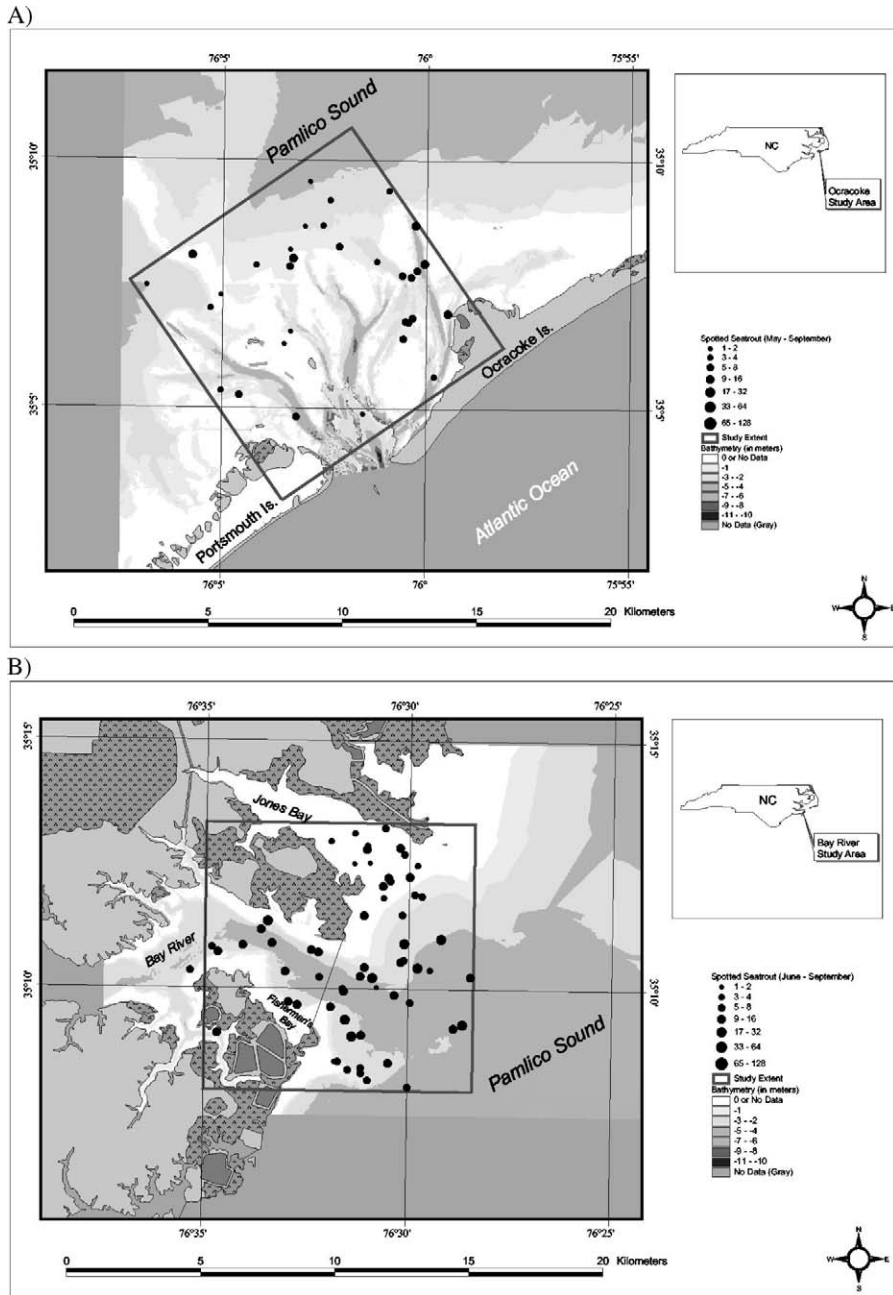 A)
76°5'
76°
75°55'
Pamlico Sound
35°10'
35°10'
NC
Ocracoke
Study Area
Ocracoke Is.
35°5'
35°5'
Portsmouth Is.
Atlantic Ocean
76°5'
76°
75°55'
Spotted Seatrout (May - September)
1 - 2
3 - 4
5 - 8
9 - 16
17 - 32
33 - 64
65 - 128
Study Extent
Bathymetry (in meters)
0 or No Data
-1
-3 - -2
-5 - -4
-7 - -6
-9 - -8
-11 - -10
No Data (Gray)
0 5 10 15 20 Kilometers
N
W E
S
B)
76°35'
76°30'
76°25'
35°15'
35°15'
Jones Bay
NC
Bay River
Study Area
Bay River
35°10'
35°10'
Fishermen's
Bay
Pamlico Sound
76°35'
76°30'
76°25'
Spotted Seatrout (June - September)
1 - 2
3 - 4
5 - 8
9 - 16
17 - 32
33 - 64
65 - 128
Study Extent
Bathymetry (in meters)
0 or No Data
-1
-3 - -2
-5 - -4
-7 - -6
-9 - -8
-11 - -10
No Data (Gray)
0 5 10 15 20 Kilometers
N
W E
S